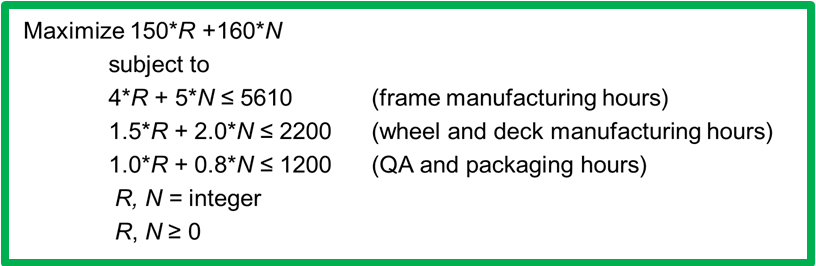 Maximize 150*R +160*N
subject to
4*R + 5*N ≤ 5610 (frame manufacturing hours)
1.5*R + 2.0*N ≤ 2200 (wheel and deck manufacturing hours)
1.0*R + 0.8*N ≤ 1200 (QA and packaging hours)
R, N = integer
R, N ≥ 0